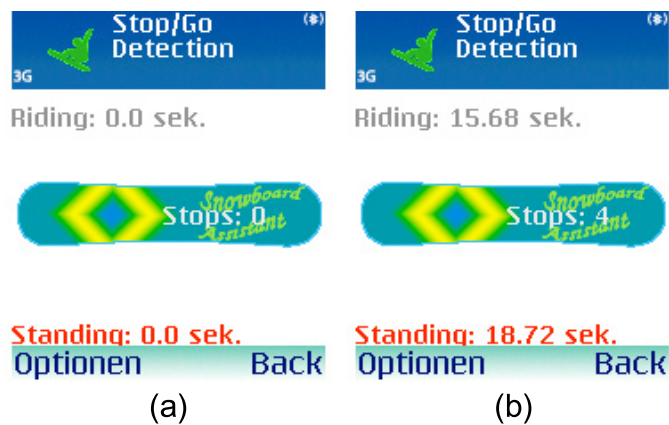 Stop/Go
Detection
3G
Riding: 0.0 sek.
Snowboard
Stops: 0
Assistant
Standing: 0.0 sek.
Optionen Back
(a)
Stop/Go
Detection
3G
Riding: 15.68 sek.
Snowboard
Stops: 4
Assistant
Standing: 18.72 sek.
Optionen Back
(b)